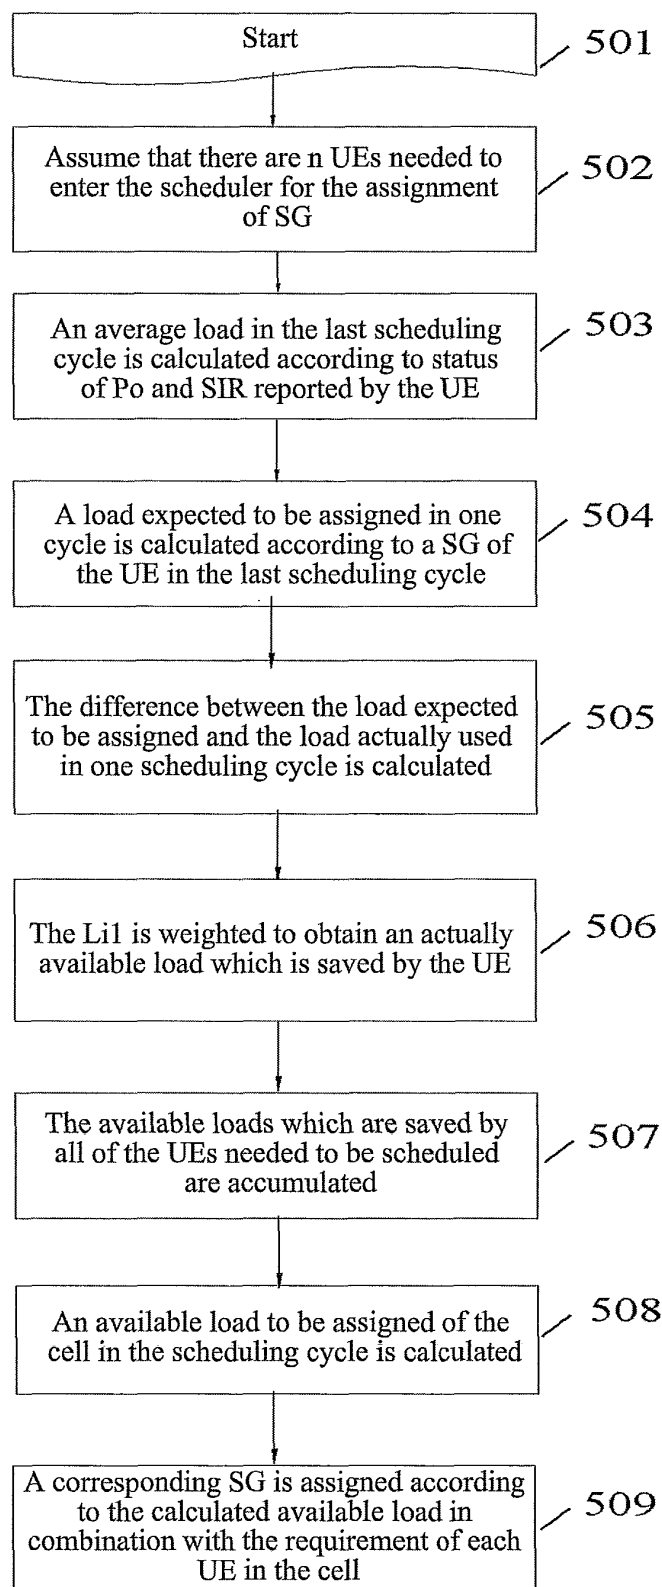 Start
501
Assume that there are n UEs needed to
enter the scheduler for the assignment
of SG
502
An average load in the last scheduling
cycle is calculated according to status
of Po and SIR reported by the UE
503
A load expected to be assigned in one
cycle is calculated according to a SG of
the UE in the last scheduling cycle
504
The difference between the load expected
to be assigned and the load actually used
in one scheduling cycle is calculated
505
The Li1 is weighted to obtain an actually
available load which is saved by the UE
506
The available loads which are saved by
all of the UEs needed to be scheduled
are accumulated
507
An available load to be assigned of the
cell in the scheduling cycle is calculated
508
A corresponding SG is assigned according
to the calculated available load in
combination with the requirement of each
UE in the cell
509